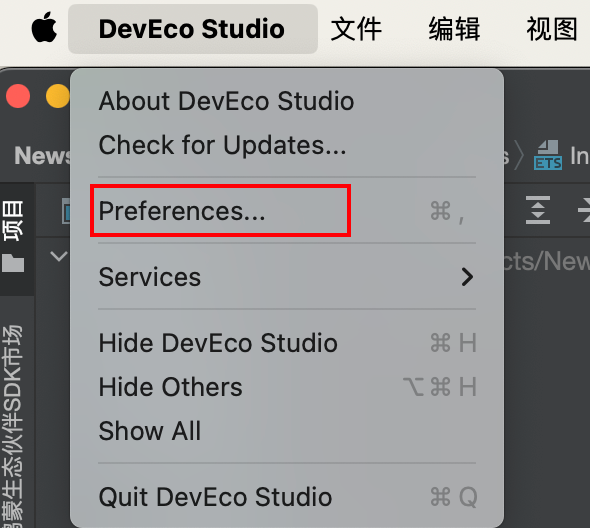 DevEco Studio 文件 编辑 视图
About DevEco Studio
Check for Updates...
News
ETS
In
项目
Preferences... ⌘ ,
Services
cts/New
Hide DevEco Studio ⌘ H
Hide Others ⌥ ⌘ H
Show All
Quit DevEco Studio ⌘ Q
鸿蒙生态伙伴SDK市场